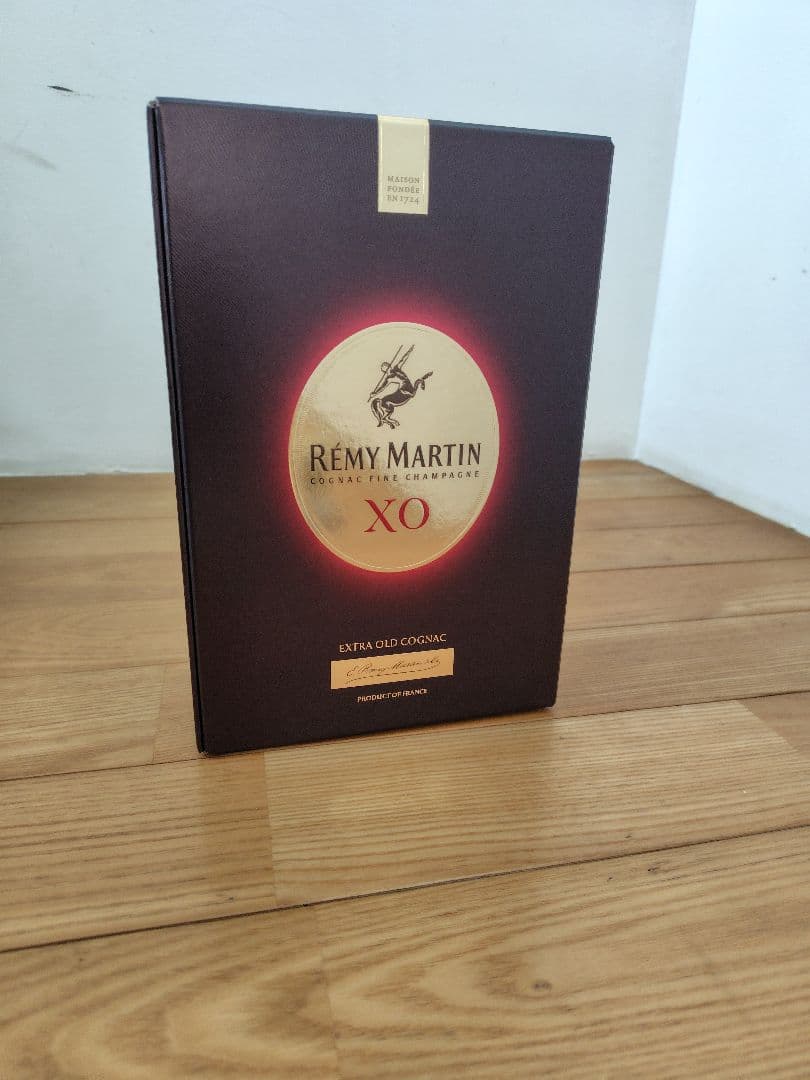 MAISON
FONDÉE
EN 1724
RÉMY MARTIN
COGNAC FINE CHAMPAGNE
XO
EXTRA OLD COGNAC
PRODUCT OF FRANCE